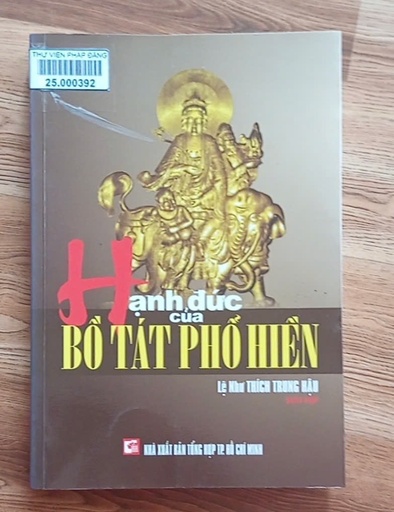 THƯ VIỆN PHÁP ĐĂNG
25.000392
Hạnh đức
của
BỒ TÁT PHỔ HIỀN
Lệ Như THÍCH TRUNG HẬU
NHÀ XUẤT BẢN TỔNG HỢP TP. HỒ CHÍ MINH